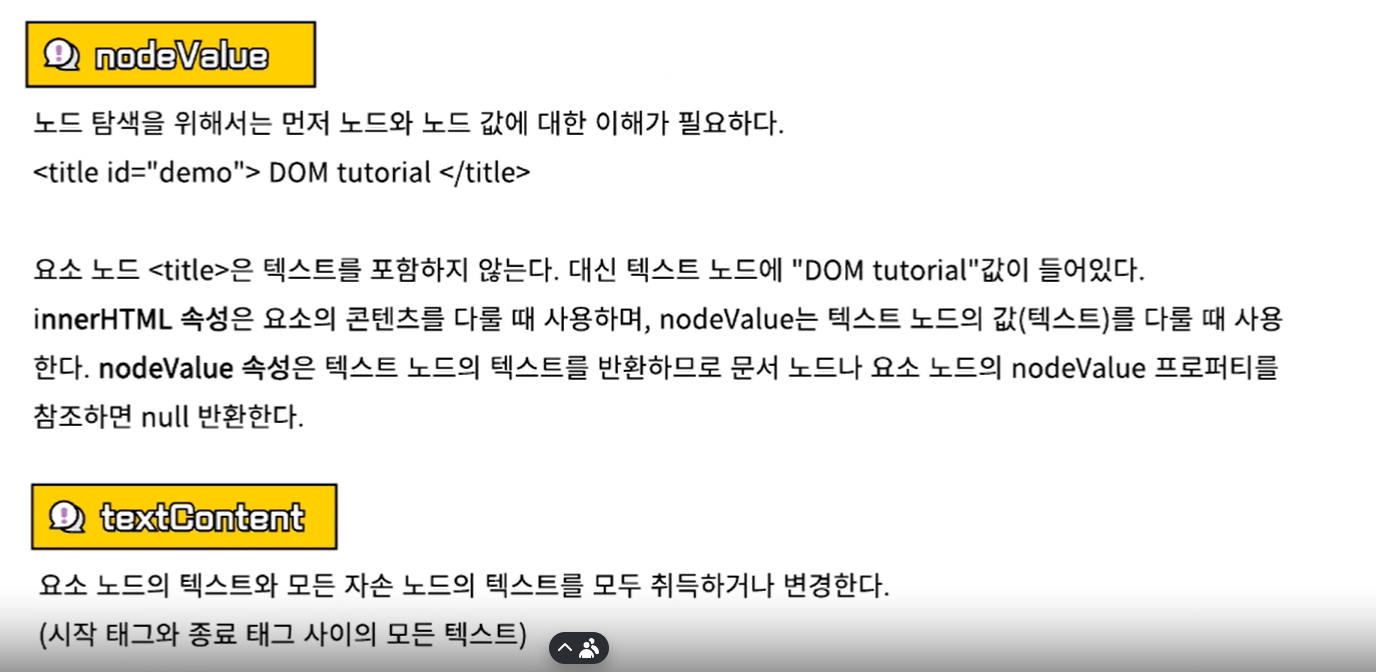 nodeValue
노드 탐색을 위해서는 먼저 노드와 노드 값에 대한 이해가 필요하다.
<title id="demo"> DOM tutorial </title>
요소 노드 <title>은 텍스트를 포함하지 않는다. 대신 텍스트 노드에 "DOM tutorial"값이 들어있다.
innerHTML 속성은 요소의 콘텐츠를 다룰 때 사용하며, nodeValue는 텍스트 노드의 값(텍스트)를 다룰 때 사용
한다. nodeValue 속성은 텍스트 노드의 텍스트를 반환하므로 문서 노드나 요소 노드의 nodeValue 프로퍼티를
참조하면 null 반환한다.
textContent
요소 노드의 텍스트와 모든 자손 노드의 텍스트를 모두 취득하거나 변경한다.
(시작 태그와 종료 태그 사이의 모든 텍스트)